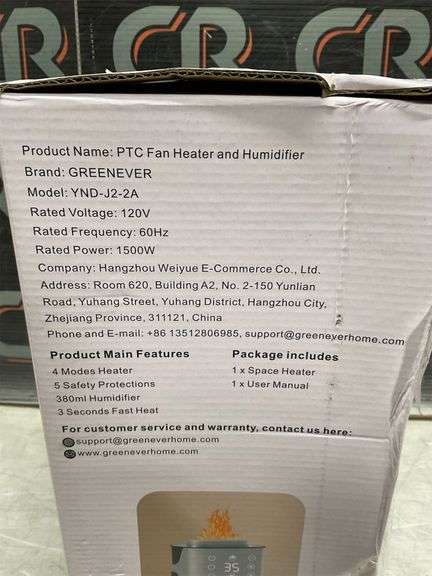 CR CR CR
Product Name: PTC Fan Heater and Humidifier
Brand: GREENEVER
Model: YND-J2-2A
Rated Voltage: 120V
Rated Frequency: 60Hz
Rated Power: 1500W
Company: Hangzhou Weiyue E-Commerce Co., Ltd.
Address: Room 620, Building A2, No. 2-150 Yunlian
Road, Yuhang Street, Yuhang District, Hangzhou City,
Zhejiang Province, 311121, China
Phone and E-mail: +86 13512806985, support@greeneverhome.com
Product Main Features
4 Modes Heater
5 Safety Protections
380ml Humidifier
3 Seconds Fast Heat
Package includes
1 x Space Heater
1 x User Manual
For customer service and warranty, contact us here:
support@greeneverhome.com
www.greeneverhome.com
35